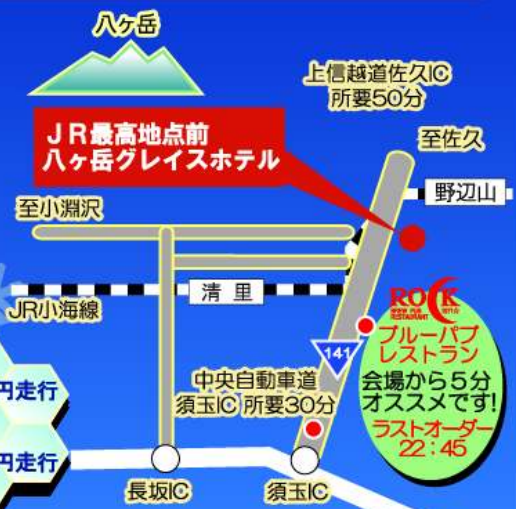 八ヶ岳
上信越道佐久IC
所要50分
JR最高地点前
八ヶ岳グレイスホテル
至佐久
野辺山
至小淵沢
清里
JR小海線
ROCK
ブルーパブ
レストラン
会場から5分
オススメです!
ラストオーダー
22:45
141
中央自動車道
須玉IC 所要30分
円走行
円走行
長坂IC
須玉IC